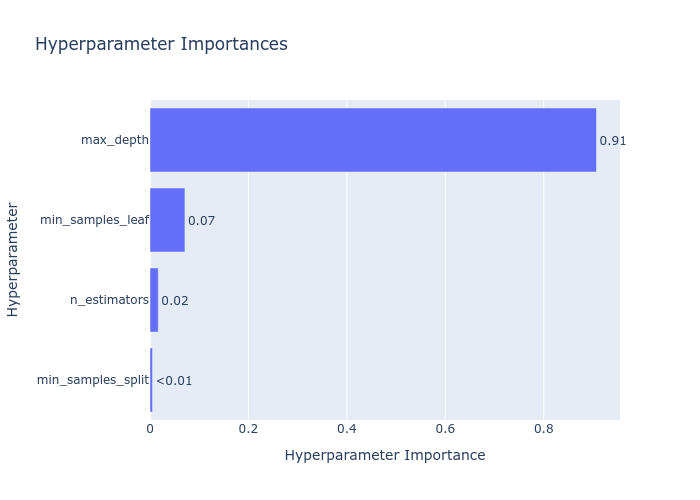 Hyperparameter Importances
max_depth
0.91
min_samples_leaf
0.07
n_estimators
0.02
min_samples_split
<0.01
0
0.2
0.4
0.6
0.8
Hyperparameter Importance
Hyperparameter